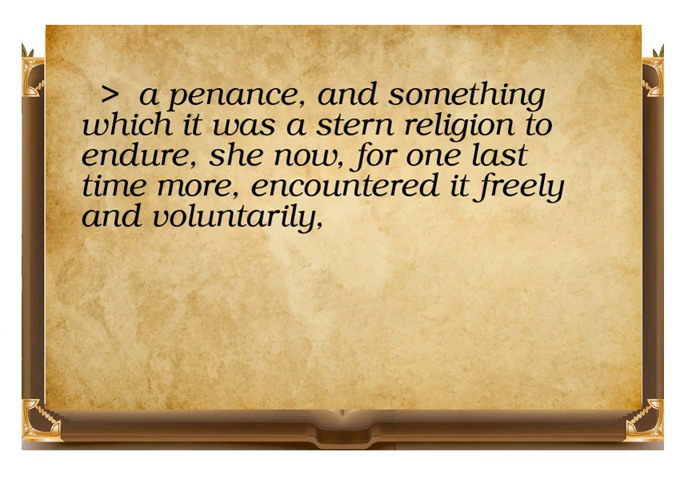 > a penance, and something
which it was a stern religion to
endure, she now, for one last
time more, encountered it freely
and voluntarily,